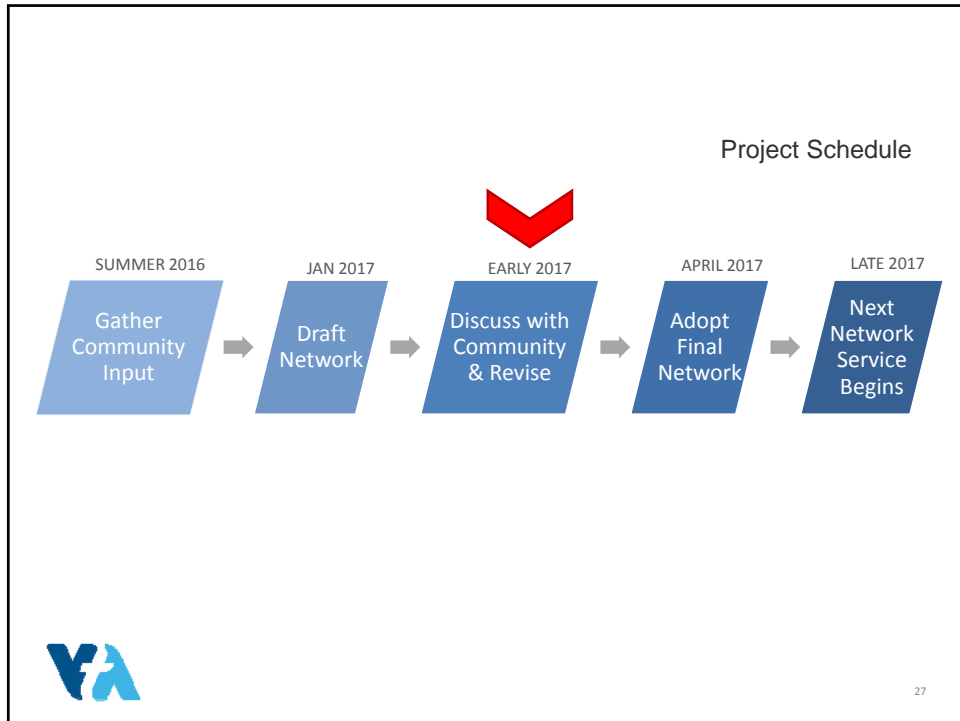 Project Schedule
SUMMER 2016
JAN 2017
EARLY 2017
APRIL 2017
LATE 2017
Gather
Community
Input
Draft
Network
Discuss with
Community
& Revise
Adopt
Final
Network
Next
Network
Service
Begins
VTA
27